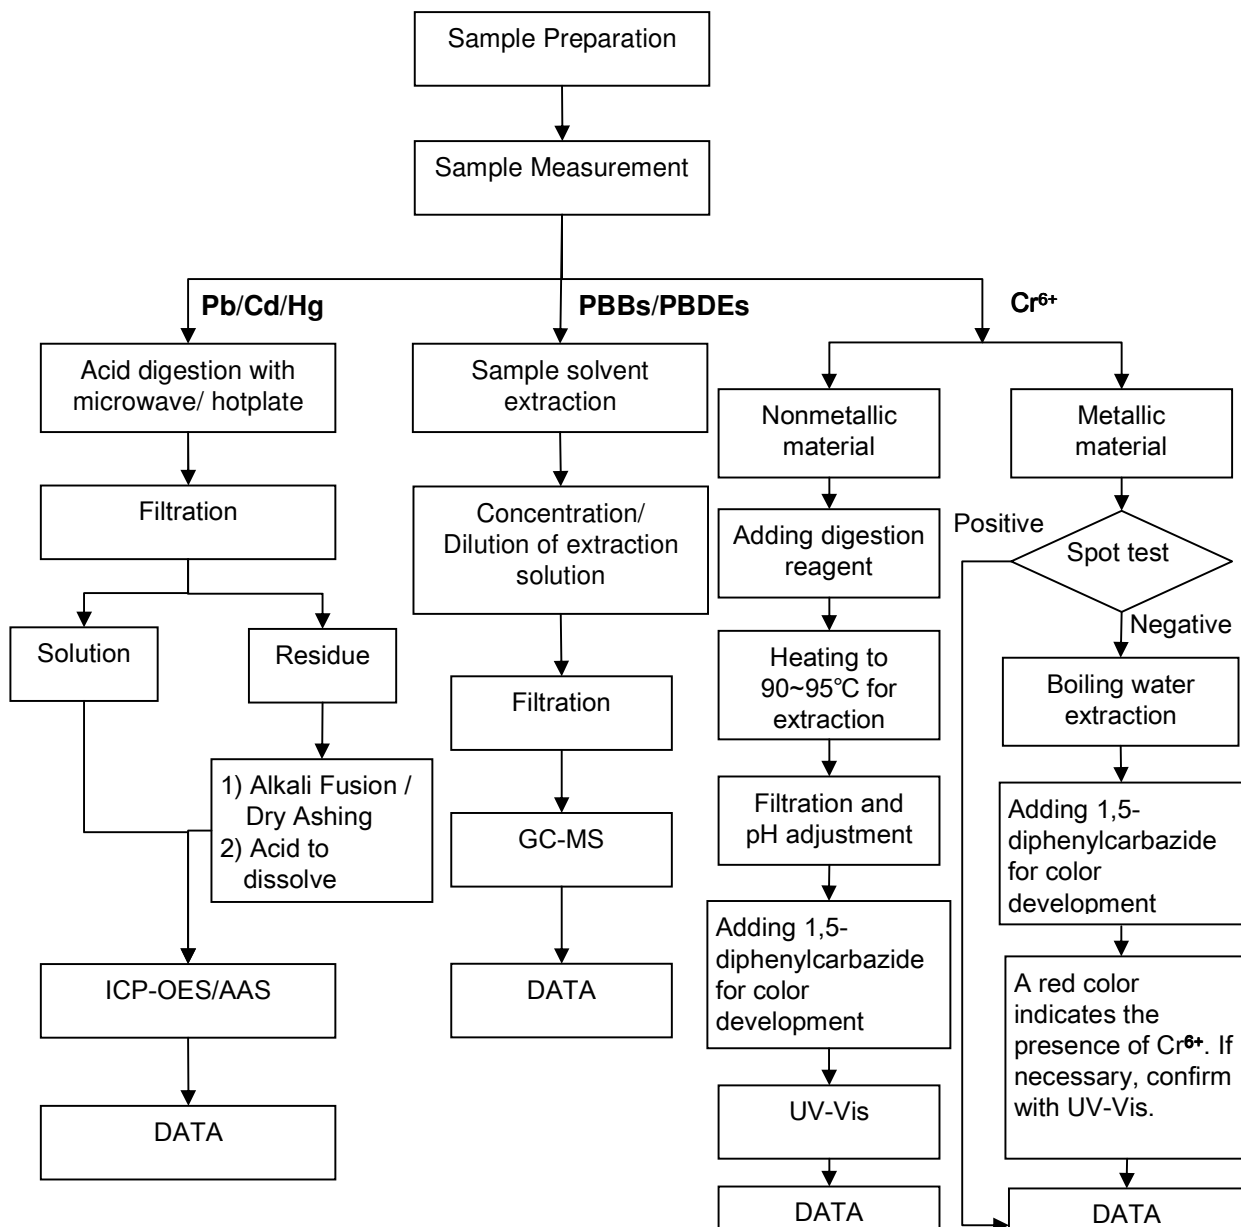 Sample Preparation
Sample Measurement
Pb/Cd/Hg
PBBs/PBDEs
Cr⁶⁺
Acid digestion with
microwave/ hotplate
Filtration
Solution
Residue
1) Alkali Fusion /
Dry Ashing
2) Acid to
dissolve
ICP-OES/AAS
DATA
Sample solvent
extraction
Concentration/
Dilution of extraction
solution
Filtration
GC-MS
DATA
Nonmetallic
material
Adding digestion
reagent
Heating to
90~95℃ for
extraction
Filtration and
pH adjustment
Adding 1,5-
diphenylcarbazide
for color
development
UV-Vis
DATA
Metallic
material
Positive
Spot test
Negative
Boiling water
extraction
Adding 1,5-
diphenylcarbazide
for color
development
A red color
indicates the
presence of Cr⁶⁺. If
necessary, confirm
with UV-Vis.
DATA